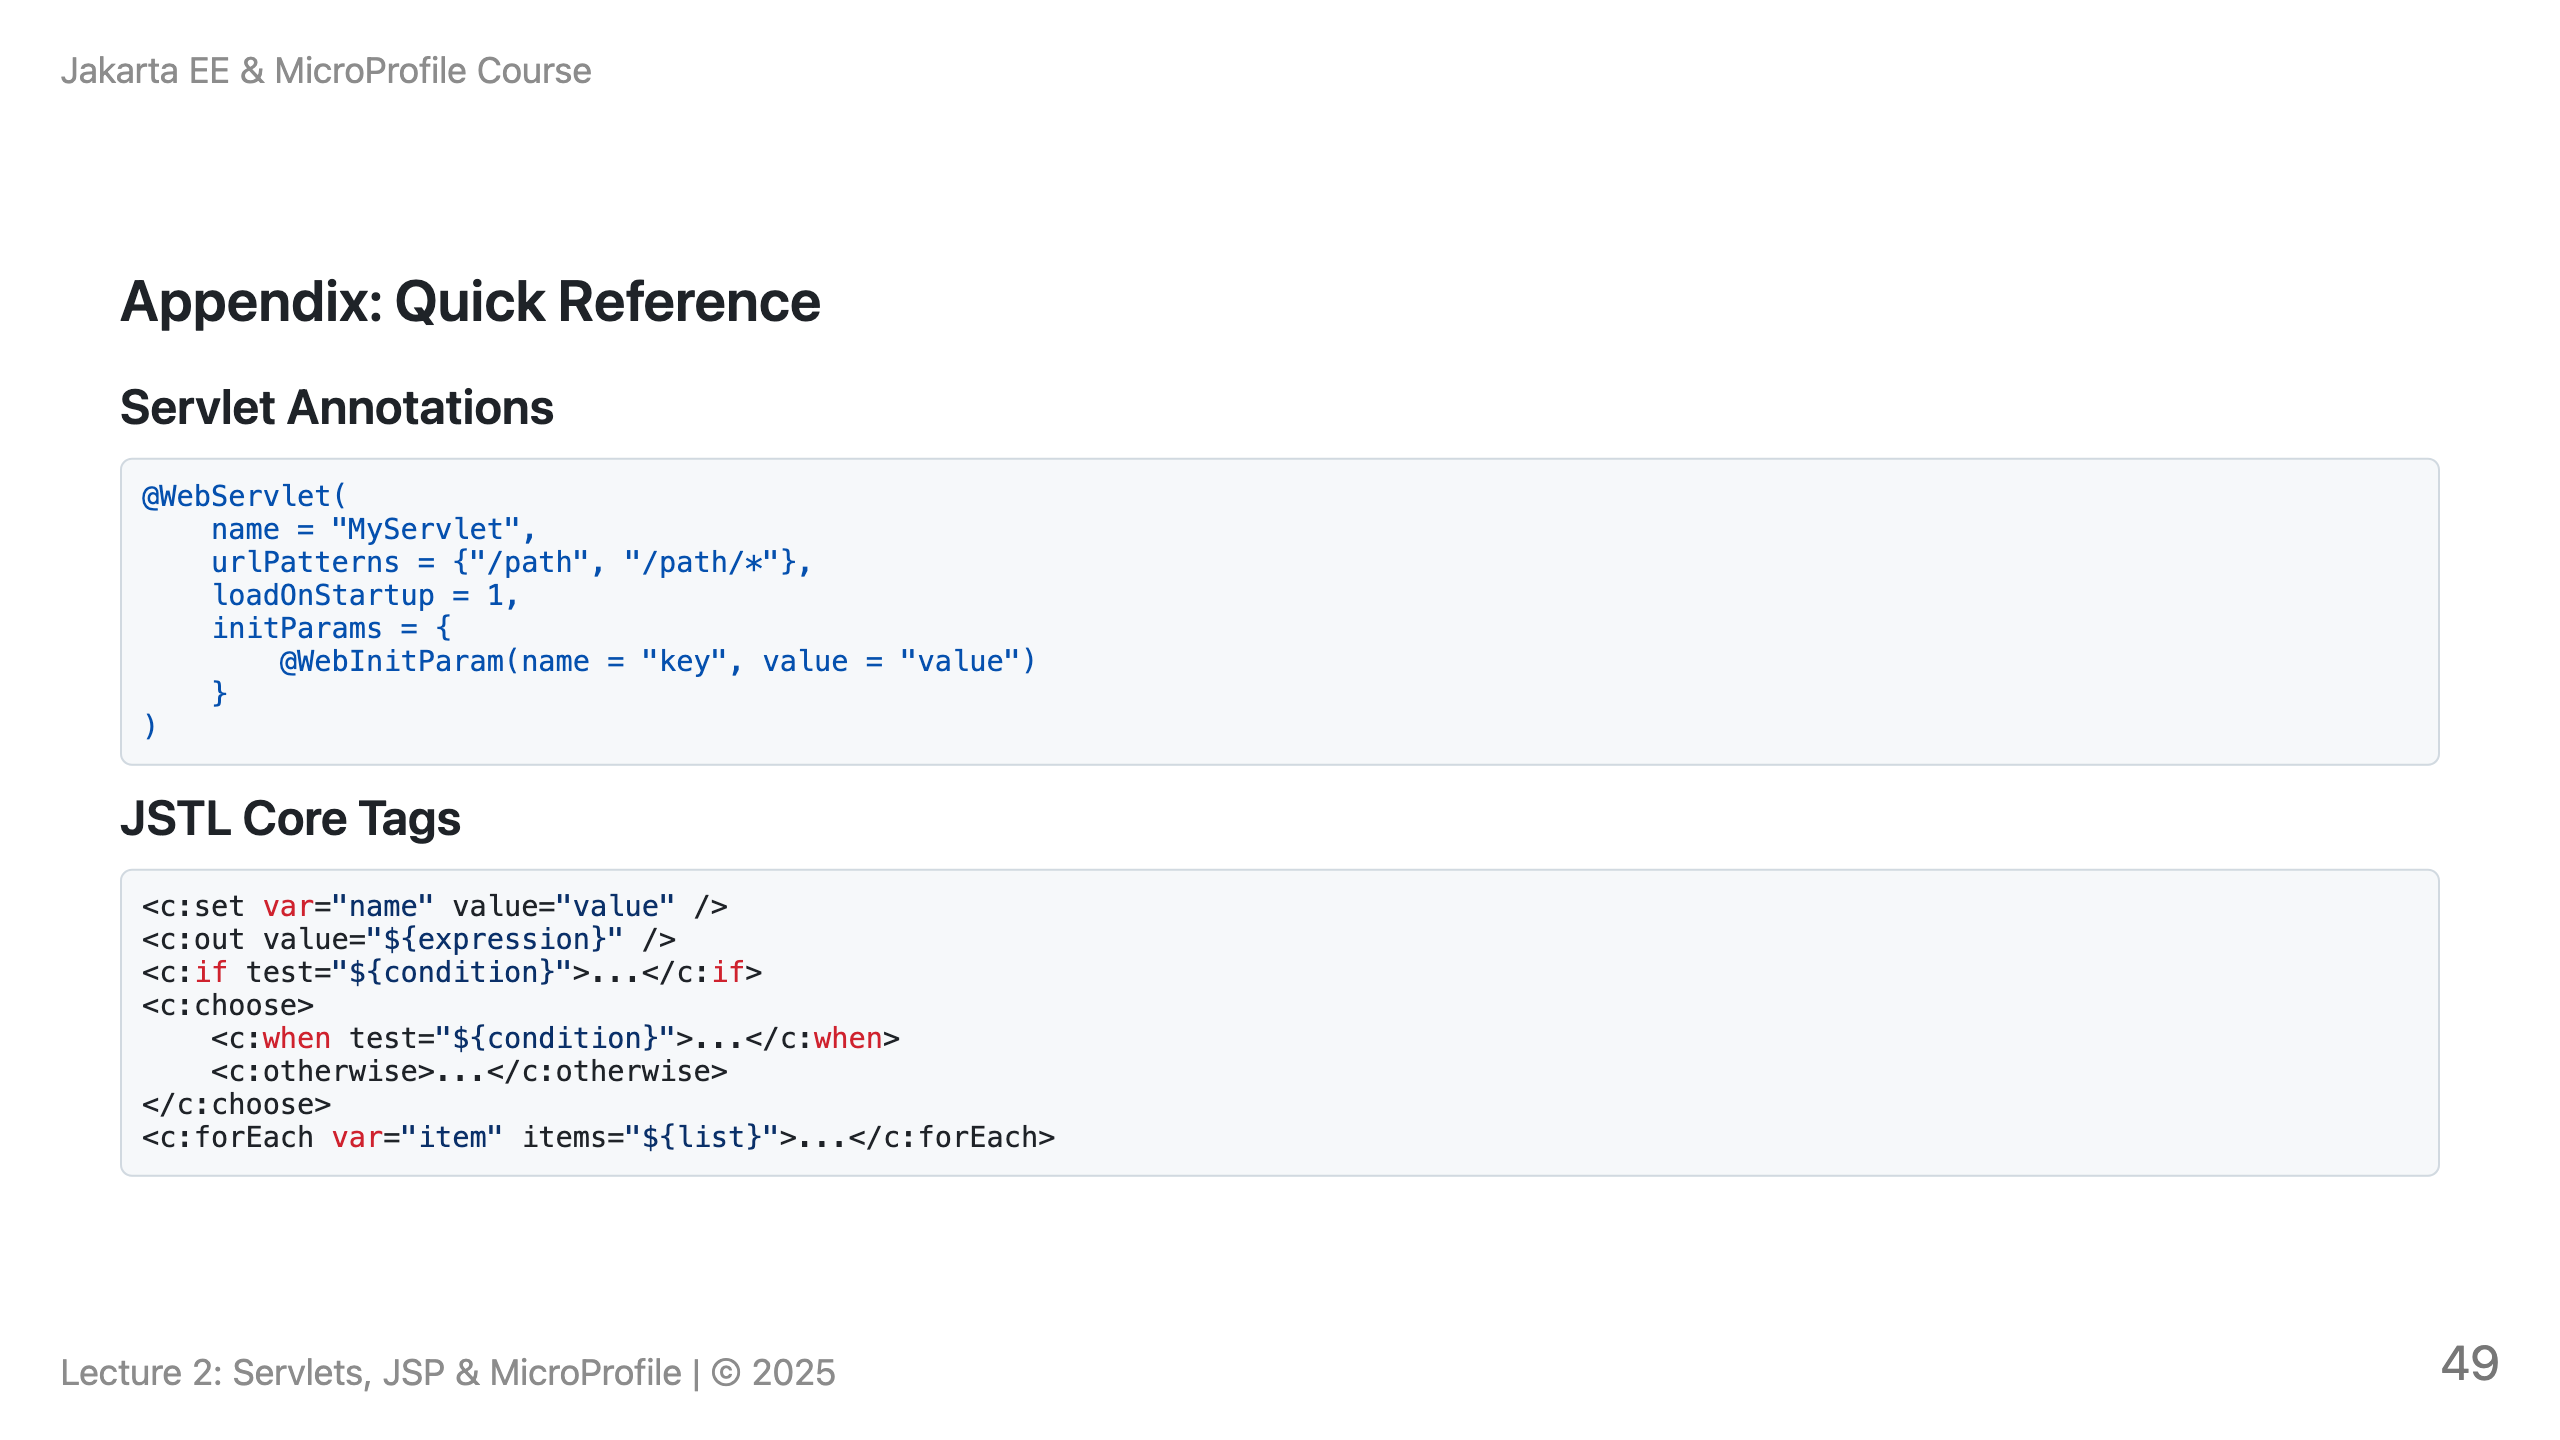 Jakarta EE & MicroProfile Course
Appendix: Quick Reference
Servlet Annotations
@WebServlet(
    name = "MyServlet",
    urlPatterns = {"/path", "/path/*"},
    loadOnStartup = 1,
    initParams = {
        @WebInitParam(name = "key", value = "value")
    }
)
JSTL Core Tags
<c:set var="name" value="value" />
<c:out value="${expression}" />
<c:if test="${condition}">...</c:if>
<c:choose>
    <c:when test="${condition}">...</c:when>
    <c:otherwise>...</c:otherwise>
</c:choose>
<c:forEach var="item" items="${list}">...</c:forEach>
Lecture 2: Servlets, JSP & MicroProfile | © 2025
49